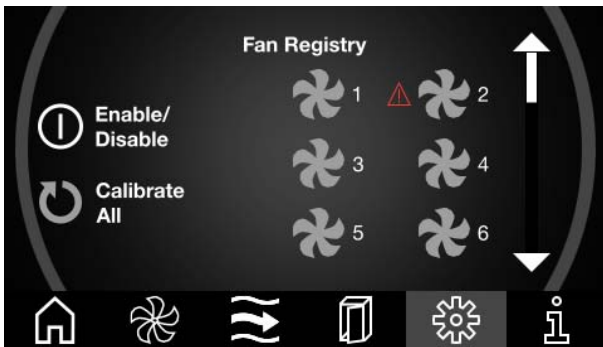 Fan Registry
1
2
Enable/
Disable
3
4
Calibrate
All
5
6